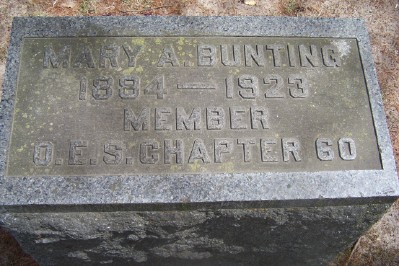 MARY A. BUNTING
1884 — 1923
MEMBER
O.E.S. CHAPTER 60